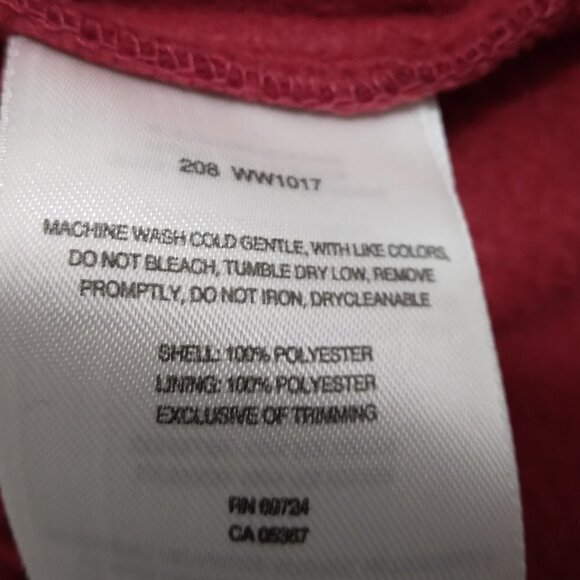 208 WW1017
MACHINE WASH COLD GENTLE, WITH LIKE COLORS,
DO NOT BLEACH, TUMBLE DRY LOW, REMOVE
PROMPTLY, DO NOT IRON, DRYCLEANABLE
SHELL: 100% POLYESTER
LINING: 100% POLYESTER
EXCLUSIVE OF TRIMMING
RN 69724
CA 05367